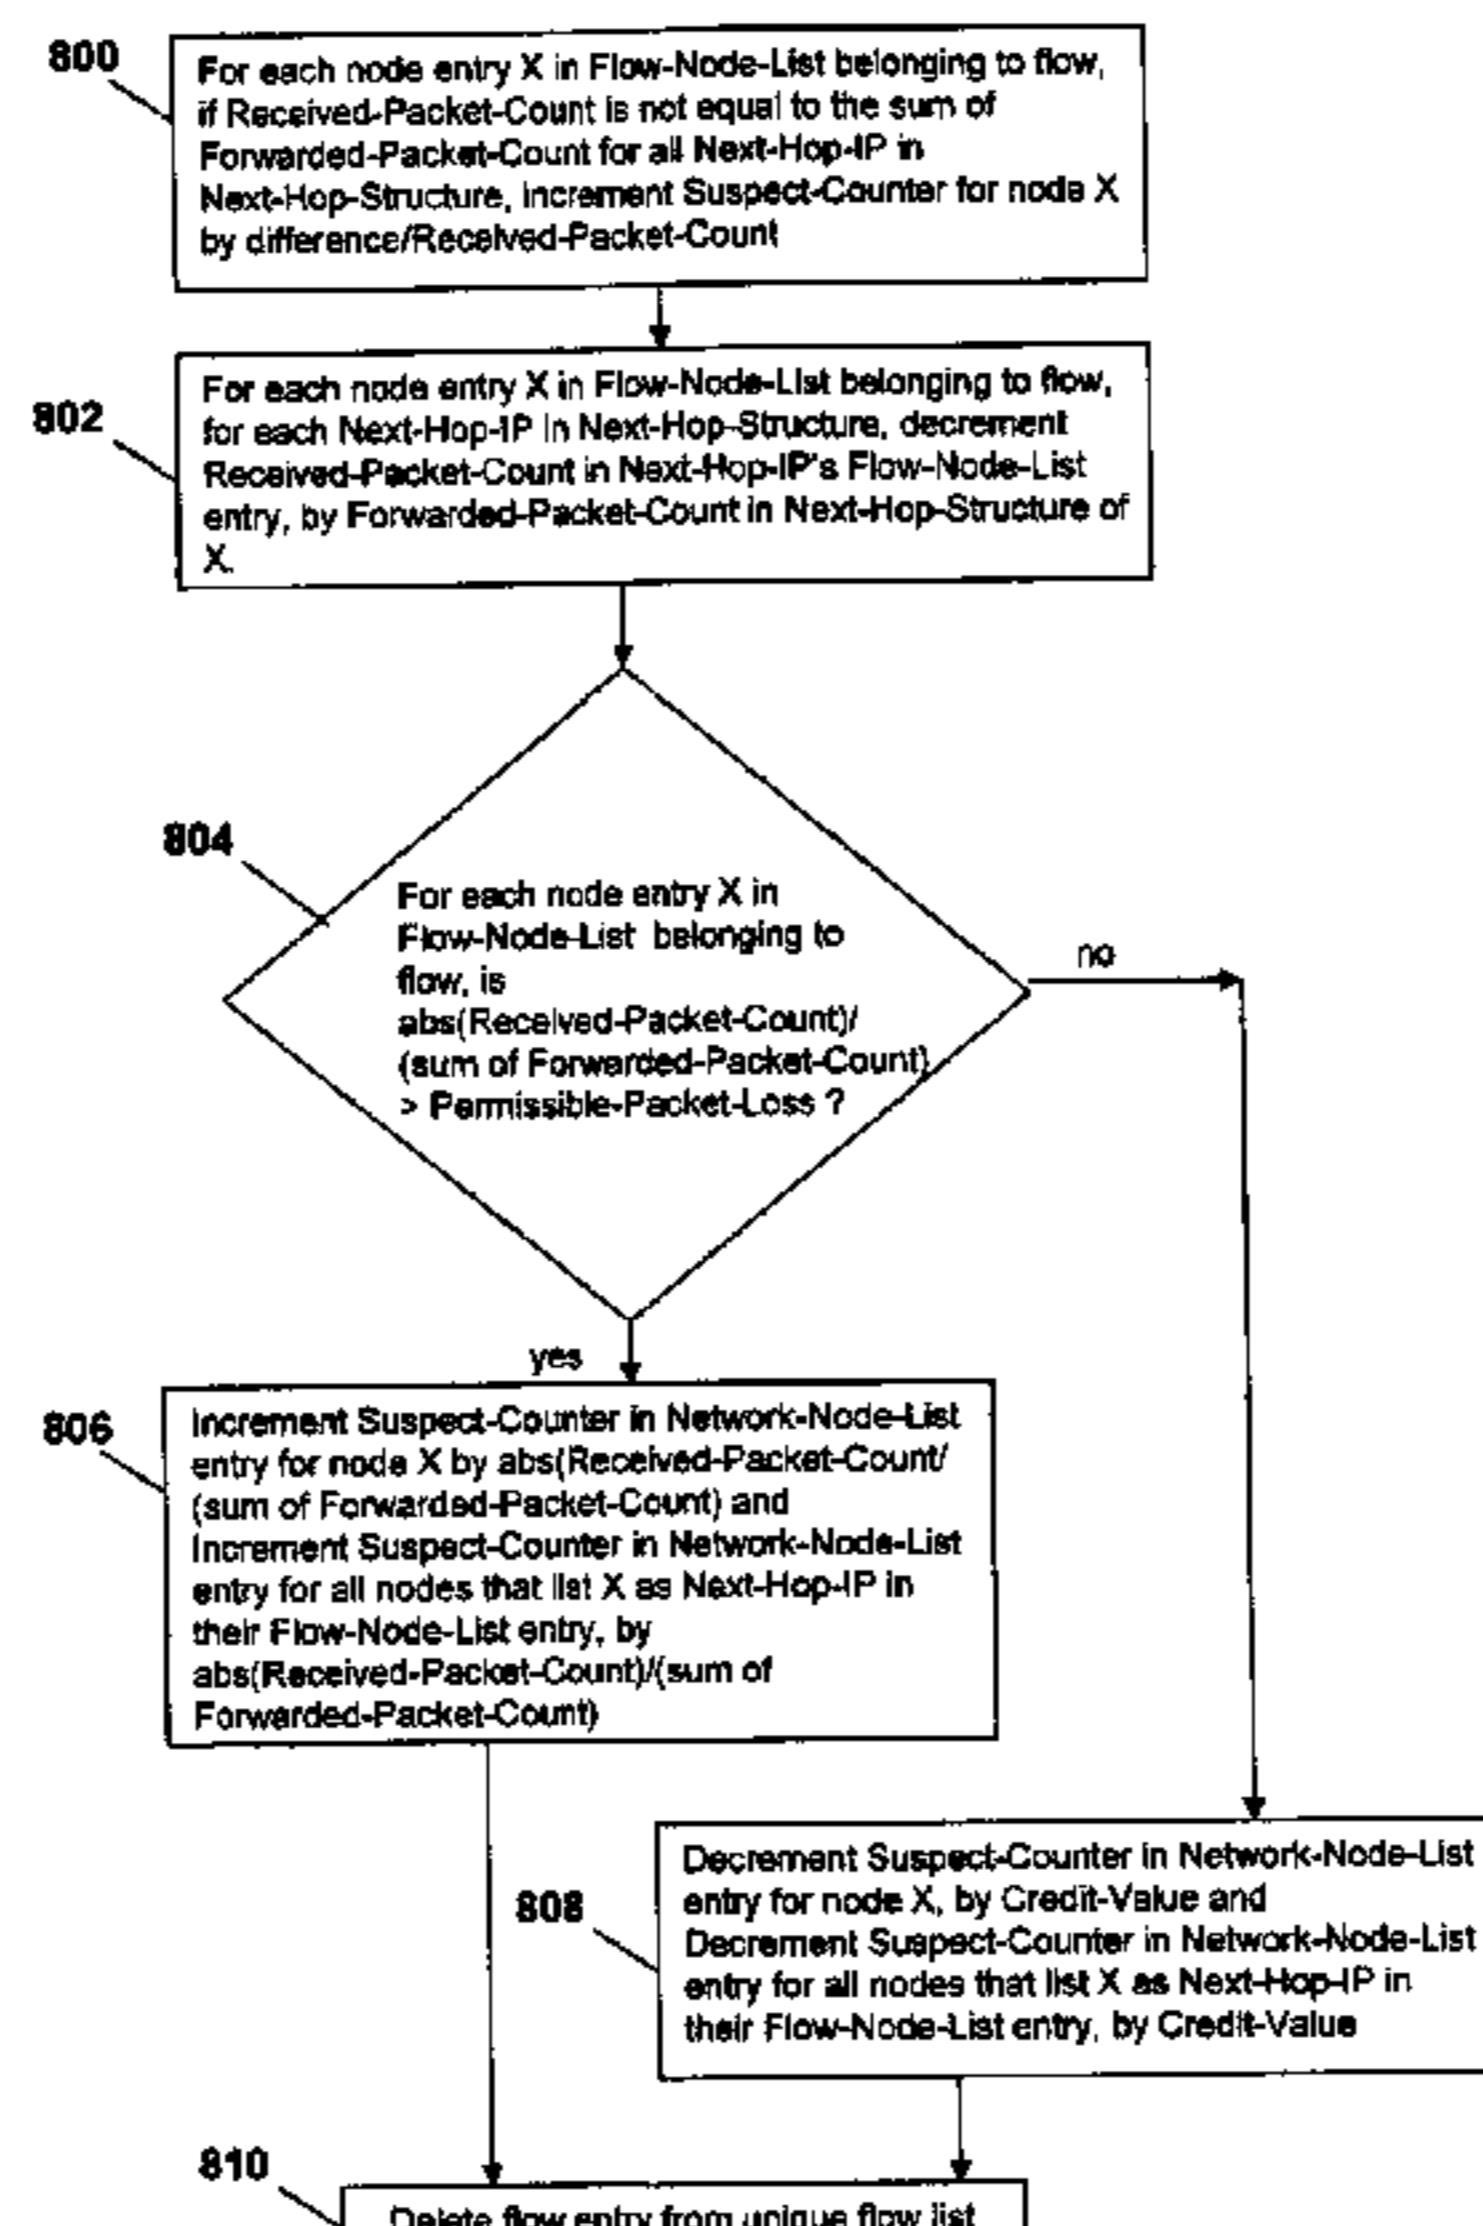 800
For each node entry X in Flow-Node-List belonging to flow,
if Received-Packet-Count is not equal to the sum of
Forwarded-Packet-Count for all Next-Hop-IP in
Next-Hop-Structure, increment Suspect-Counter for node X
by difference/Received-Packet-Count
802
For each node entry X in Flow-Node-List belonging to flow,
for each Next-Hop-IP in Next-Hop-Structure, decrement
Received-Packet-Count in Next-Hop-IP's Flow-Node-List
entry, by Forwarded-Packet-Count in Next-Hop-Structure of
X.
804
For each node entry X in
Flow-Node-List belonging to
flow, is
abs(Received-Packet-Count)/
(sum of Forwarded-Packet-Count)
> Permissible-Packet-Loss ?
no
yes
806
Increment Suspect-Counter in Network-Node-List
entry for node X by abs(Received-Packet-Count/
(sum of Forwarded-Packet-Count) and
Increment Suspect-Counter in Network-Node-List
entry for all nodes that list X as Next-Hop-IP in
their Flow-Node-List entry, by
abs(Received-Packet-Count)/(sum of
Forwarded-Packet-Count)
808
Decrement Suspect-Counter in Network-Node-List
entry for node X, by Credit-Value and
Decrement Suspect-Counter in Network-Node-List
entry for all nodes that list X as Next-Hop-IP in
their Flow-Node-List entry, by Credit-Value
810
Delete flow entry from unique flow list